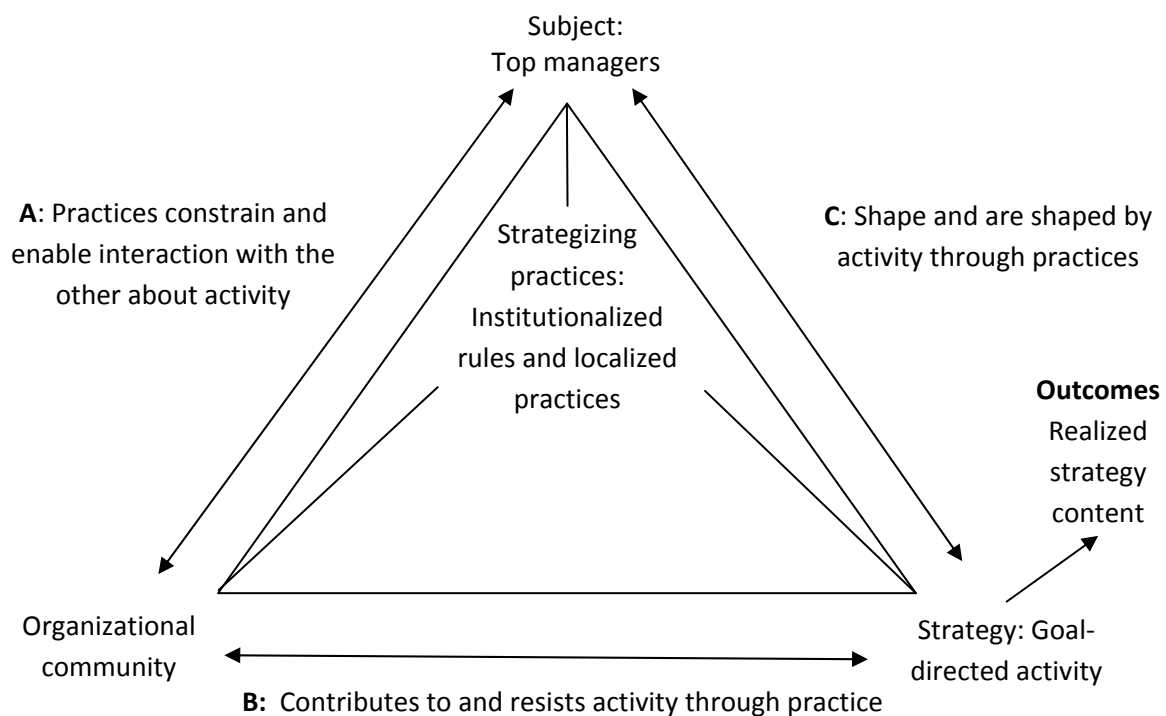 Subject:
Top managers
A: Practices constrain and
enable interaction with the
other about activity
Strategizing
practices:
Institutionalized
rules and localized
practices
C: Shape and are shaped by
activity through practices
Outcomes
Realized
strategy
content
Organizational
community
Strategy: Goal-
directed activity
B: Contributes to and resists activity through practice